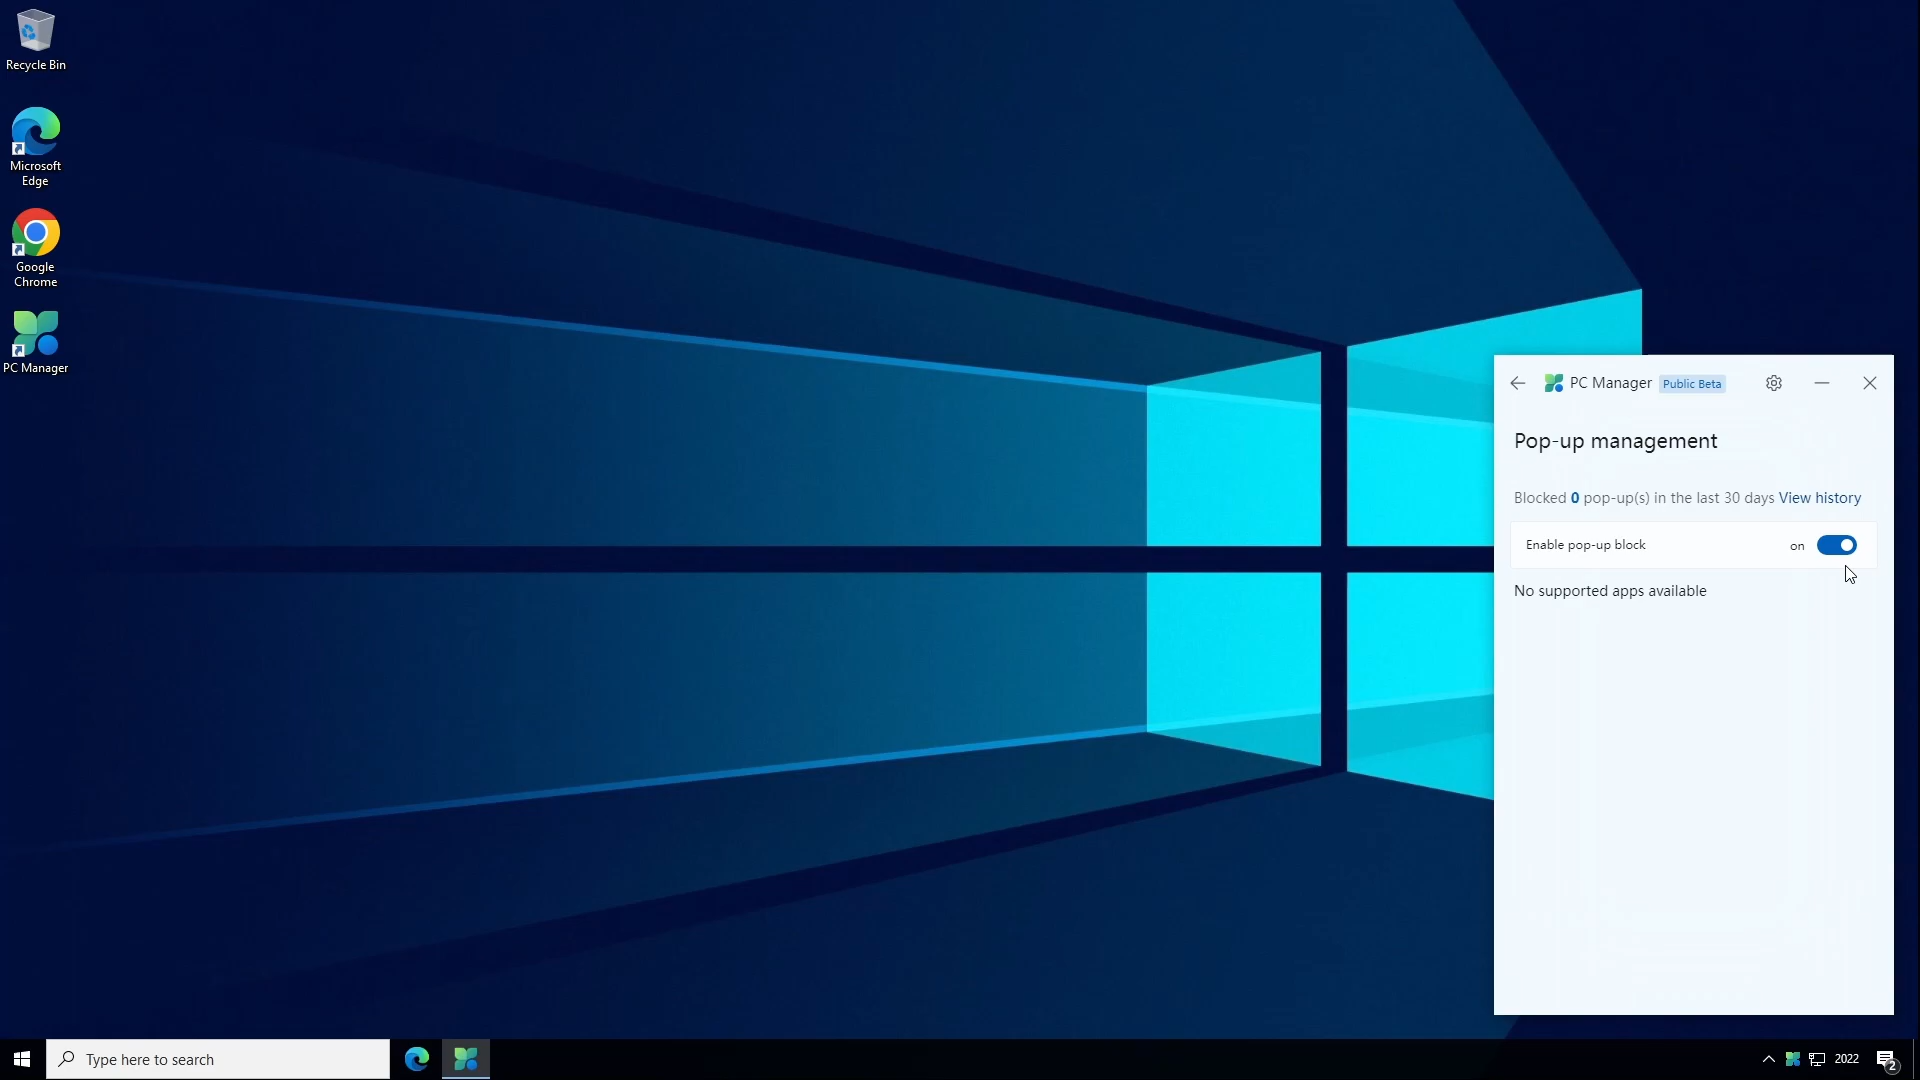 Recycle Bin
Microsoft
Edge
Google
Chrome
PC Manager
PC Manager Public Beta
Pop-up management
Blocked 0 pop-up(s) in the last 30 days View history
Enable pop-up block on
No supported apps available
Type here to search
2022
2